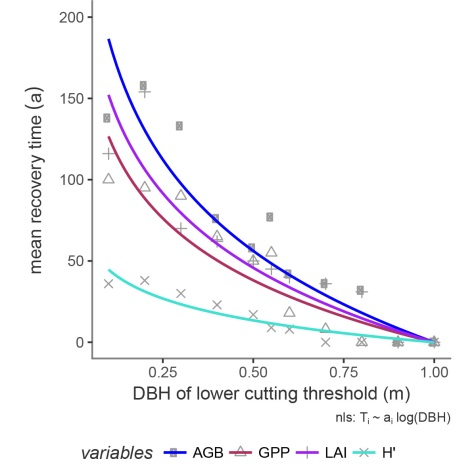 200
150
100
50
0
mean recovery time (a)
0.25 0.50 0.75 1.00
DBH of lower cutting threshold (m)
nls: Tᵢ ~ aᵢ log(DBH)
variables AGB GPP LAI H'